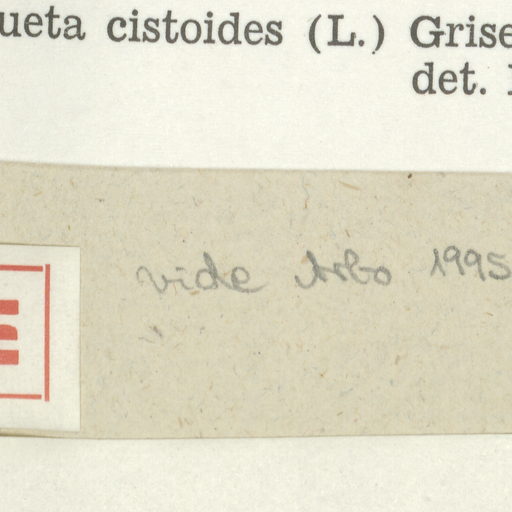 ueta cistoides (L.) Grise
det.
vide Arbo 1995